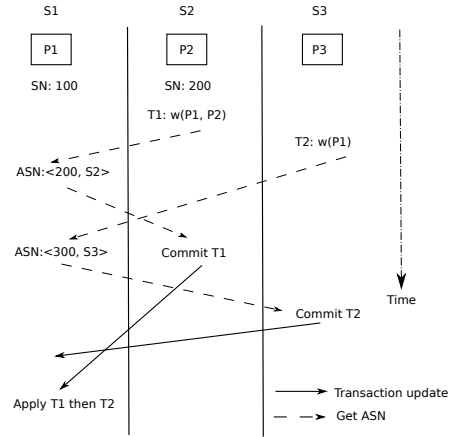 S1 S2 S3
P1 P2 P3
SN: 100 SN: 200
T1: w(P1, P2)
T2: w(P1)
ASN:<200, S2>
ASN:<300, S3> Commit T1
Time
Commit T2
Transaction update
Apply T1 then T2
Get ASN